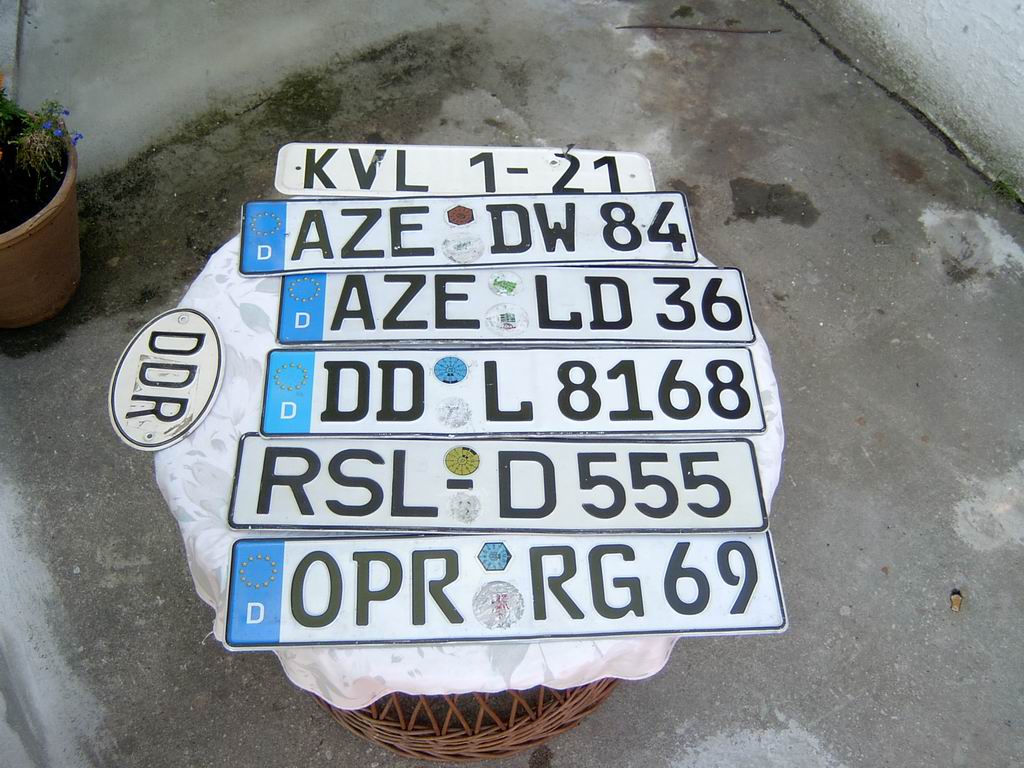 KVL 1-21
D AZE DW 84
D AZE LD 36
DDR
D DD L 8168
RSL-D 555
D OPR RG 69